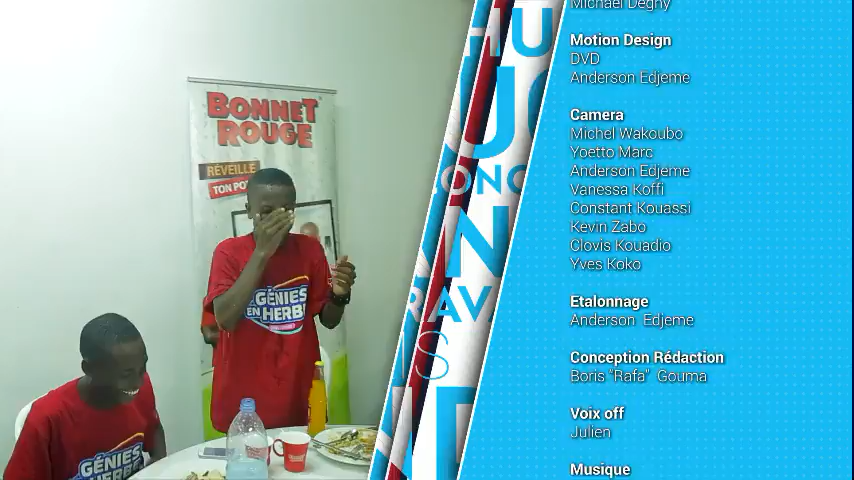 BONNET
ROUGE
RÉVEILLE
TON
GÉNIES
EN HERBE
GÉNIES
EN HERBE
Michael Degny
Motion Design
DVD
Anderson Edjeme
Camera
Michel Wakoubo
Yoetto Marc
Anderson Edjeme
Vanessa Koffi
Constant Kouassi
Kevin Zabo
Clovis Kouadio
Yves Koko
Etalonnage
Anderson Edjeme
Conception Rédaction
Boris "Rafa" Gouma
Voix off
Julien
Musique